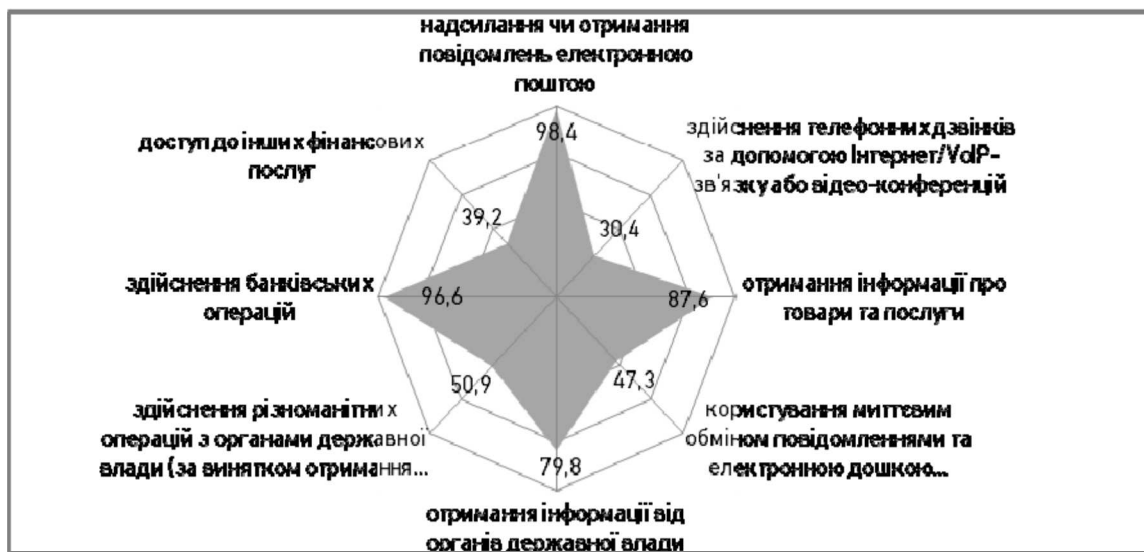 надсилання чи отримання
повідомлень електронною
поштою
98,4
здійснення телефонних дзвінків
за допомогою Інтернет/VoIP-
зв'язку або відео-конференцій
30,4
отримання інформації про
товари та послуги
87,6
користування миттєвим
обміном повідомленнями та
електронною дошкою...
47,3
отримання інформації від
органів державної влади
79,8
здійснення різноманітних
операцій з органами державної
влади (за винятком отримання...
50,9
здійснення банківських
операцій
96,6
доступ до інших фінансових
послуг
39,2